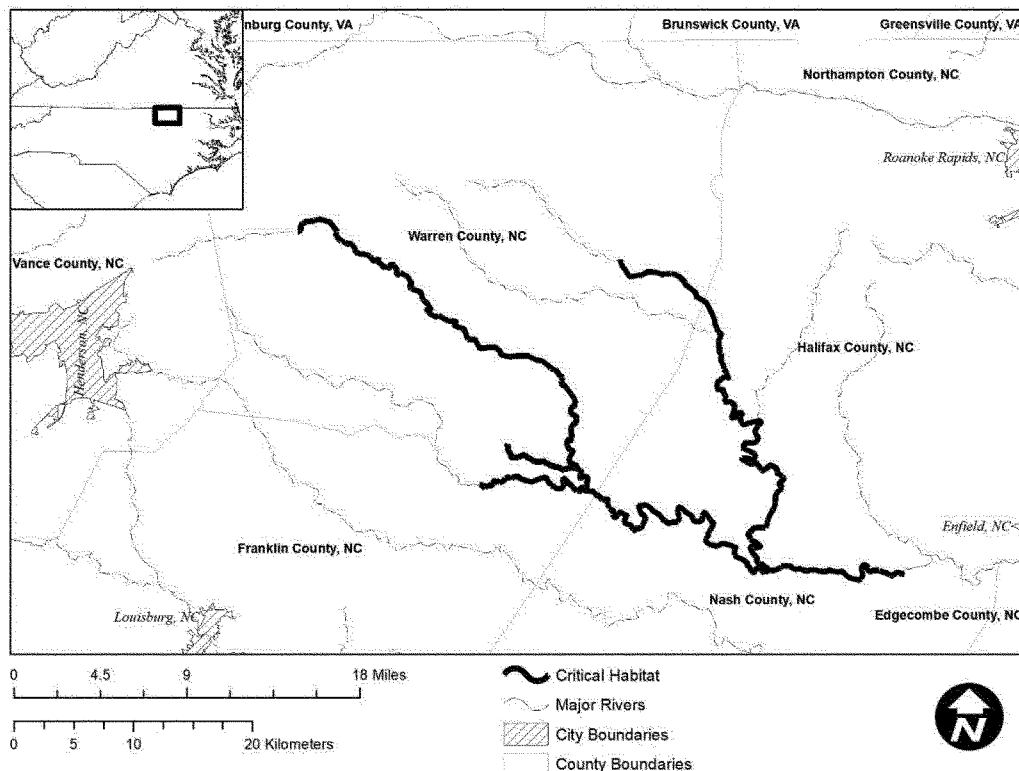 nburg County, VA
Brunswick County, VA
Greensville County, VA
Northampton County, NC
Roanoke Rapids, NC
Warren County, NC
Vance County, NC
Henderson, NC
Halifax County, NC
Enfield, NC
Franklin County, NC
Nash County, NC
Louisburg, NC
Edgecombe County, NC
0 4.5 9 18 Miles
0 5 10 20 Kilometers
Critical Habitat
Major Rivers
City Boundaries
County Boundaries
N